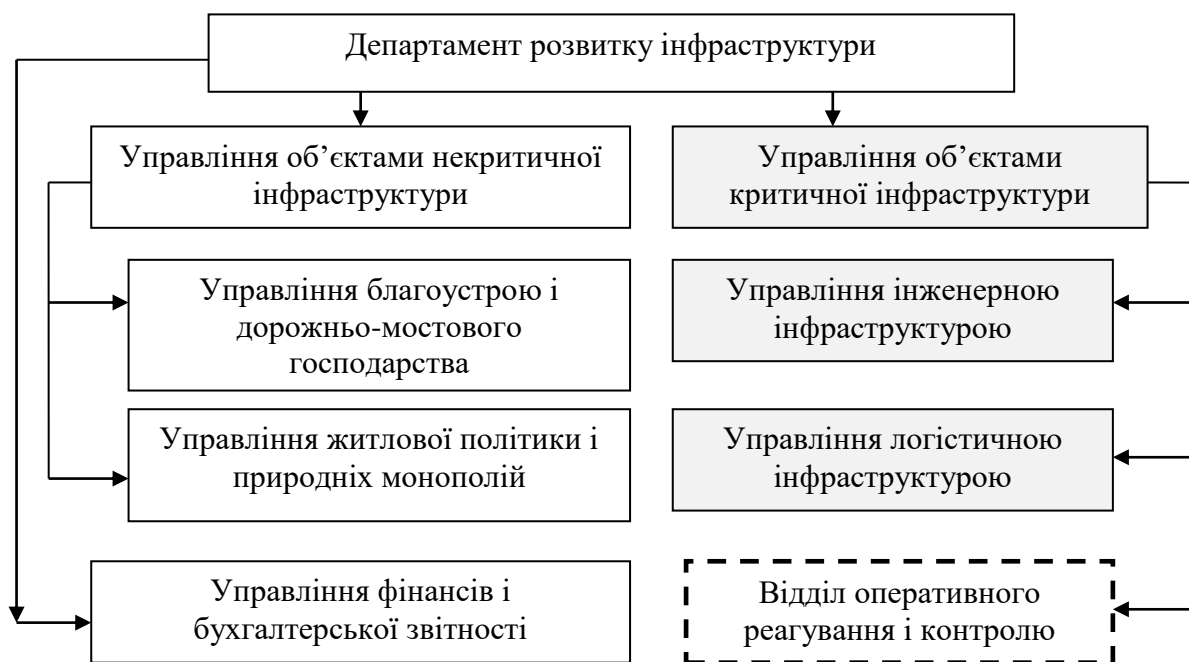 Департамент розвитку інфраструктури
Управління об’єктами некритичної
інфраструктури
Управління об’єктами
критичної інфраструктури
Управління благоустрою і
дорожньо-мостового
господарства
Управління інженерною
інфраструктурою
Управління житлової політики і
природніх монополій
Управління логістичною
інфраструктурою
Управління фінансів і
бухгалтерської звітності
Відділ оперативного
реагування і контролю